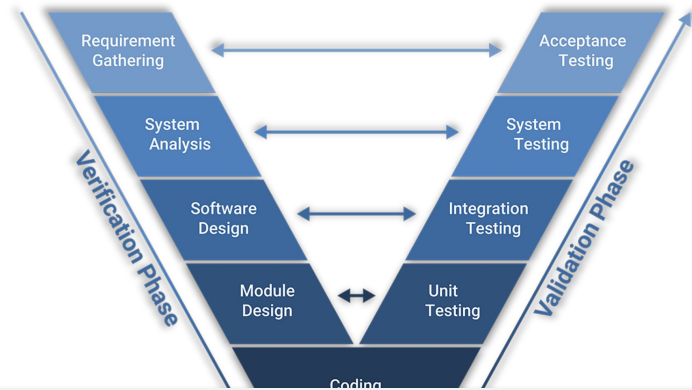 Requirement
Gathering
Acceptance
Testing
System
Analysis
System
Testing
Software
Design
Integration
Testing
Module
Design
Unit
Testing
Coding
Verification Phase
Validation Phase